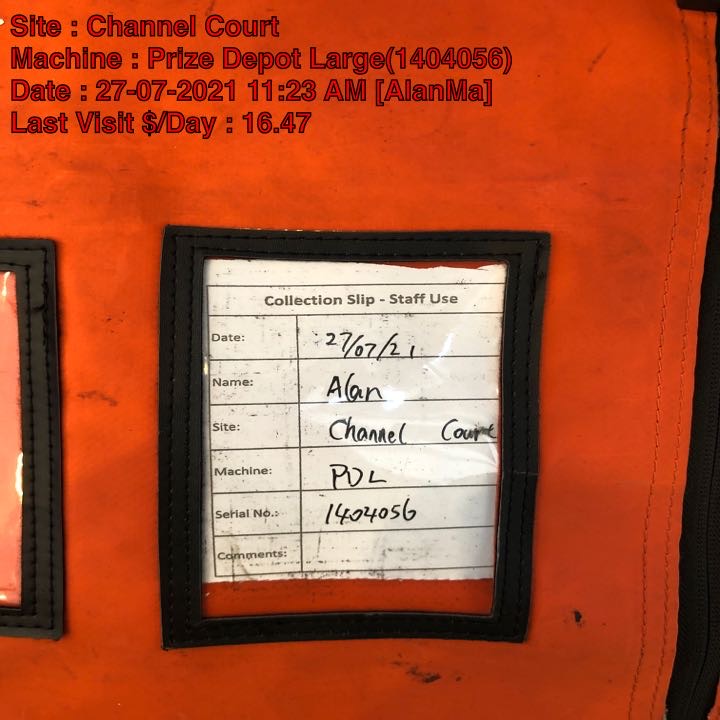 Site : Channel Court
Machine : Prize Depot Large(1404056)
Date : 27-07-2021 11:23 AM [AlanMa]
Last Visit $/Day : 16.47
Collection Slip - Staff Use
Date: 27/07/21
Name: Alan
Site: Channel Court
Machine: PDL
Serial No.: 1404056
Comments: